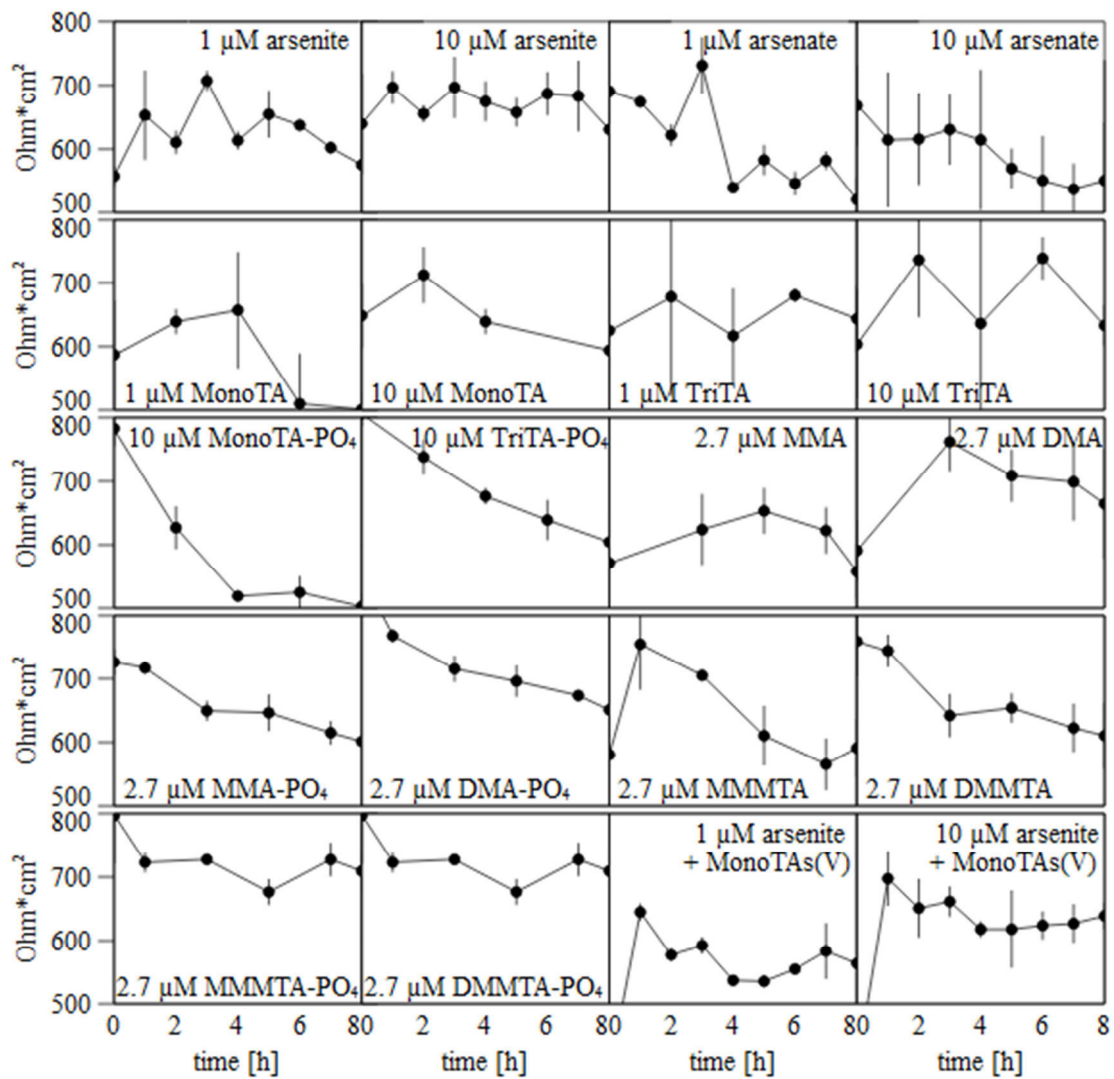 800
700
600
500
Ohm*cm²
1 µM arsenite
10 µM arsenite
1 µM arsenate
10 µM arsenate
800
700
600
500
Ohm*cm²
1 µM MonoTA
10 µM MonoTA
1 µM TriTA
10 µM TriTA
800
700
600
500
Ohm*cm²
10 µM MonoTA-PO₄
10 µM TriTA-PO₄
2.7 µM MMA
2.7 µM DMA
800
700
600
500
Ohm*cm²
2.7 µM MMA-PO₄
2.7 µM DMA-PO₄
2.7 µM MMMTA
2.7 µM DMMTA
800
700
600
500
Ohm*cm²
2.7 µM MMMTA-PO₄
2.7 µM DMMTA-PO₄
1 µM arsenite
+ MonoTAs(V)
10 µM arsenite
+ MonoTAs(V)
0 2 4 6 80 2 4 6 80 2 4 6 80 2 4 6 8
time [h] time [h] time [h] time [h]